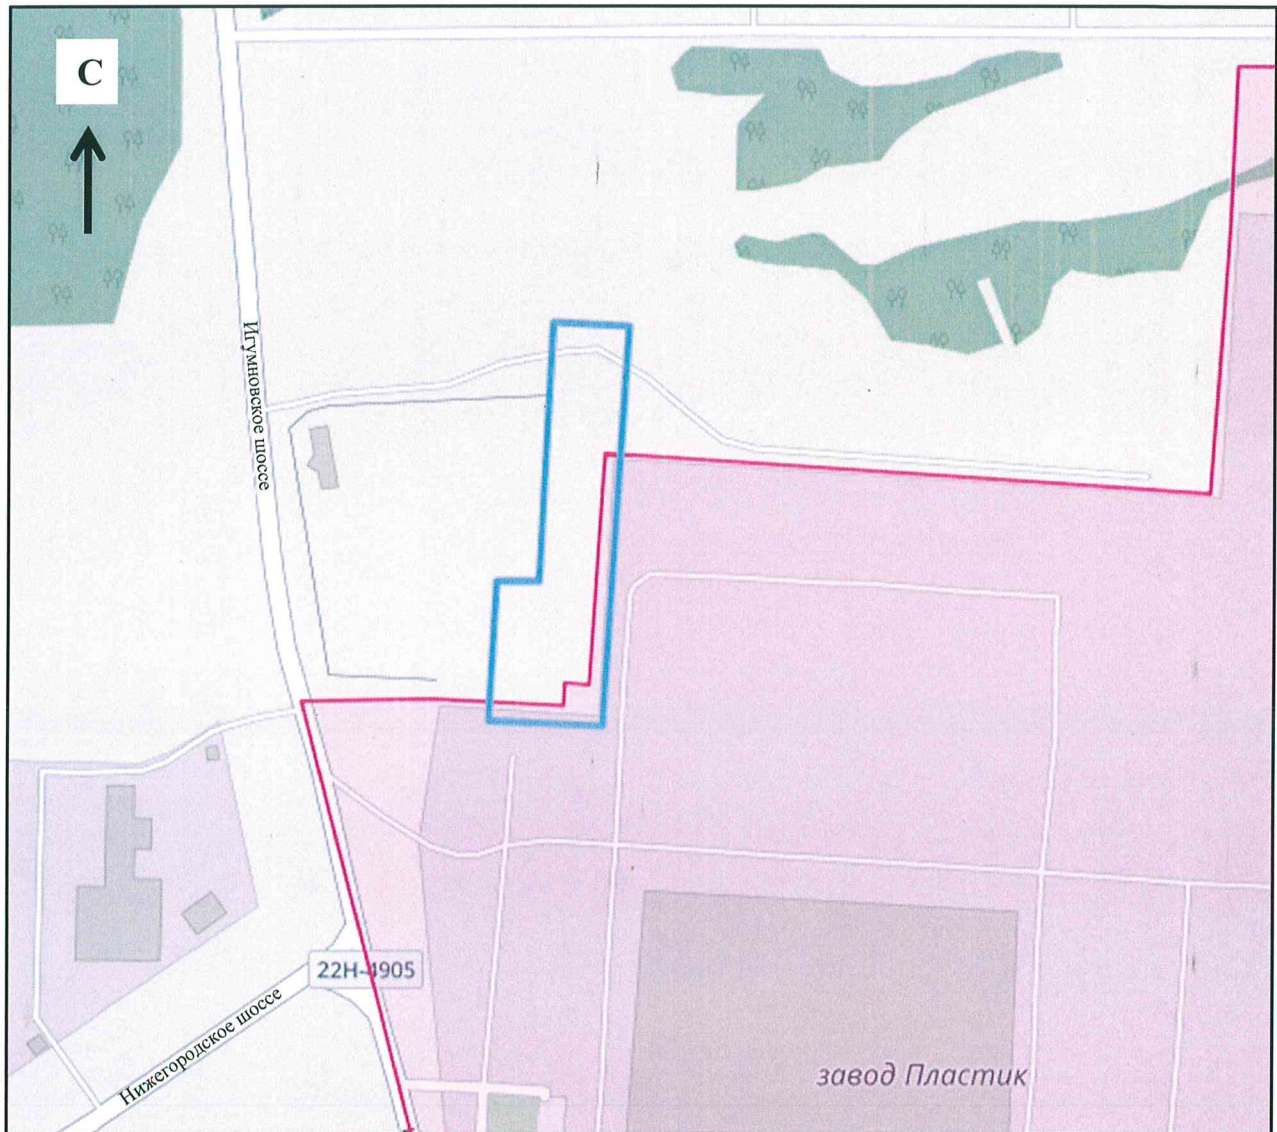 С
Игумновское шоссе
22Н-4905
Нижегородское шоссе
завод Пластик